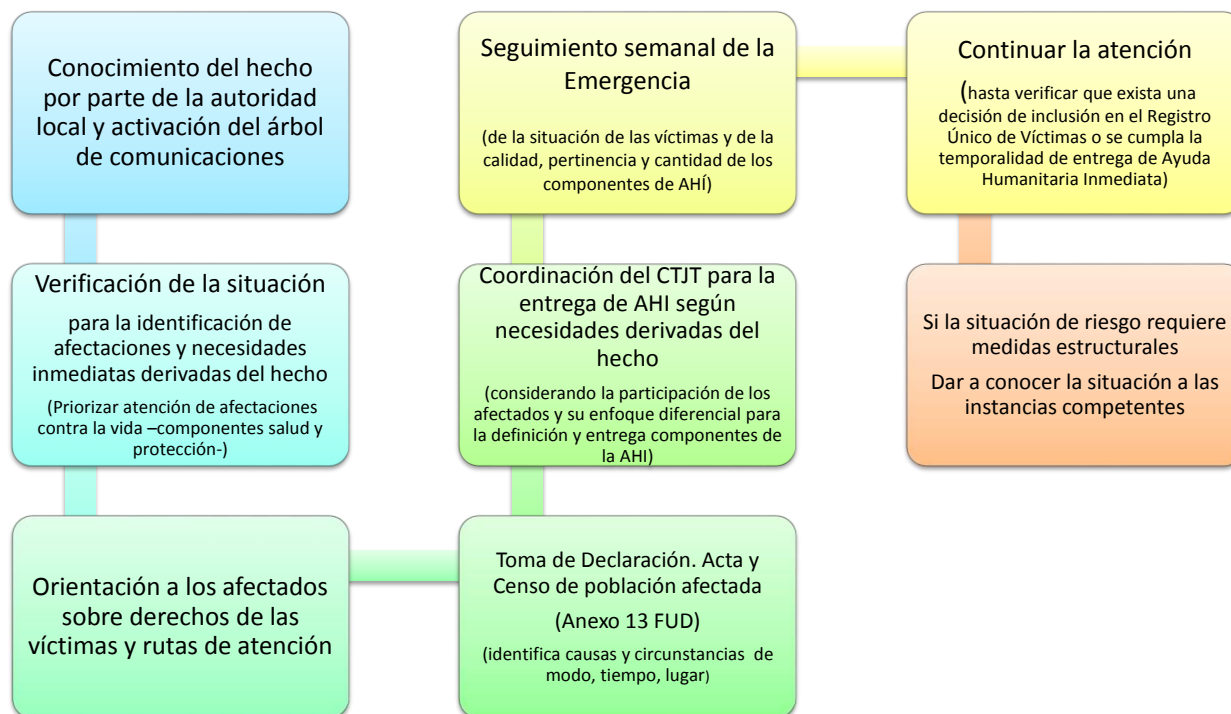 Conocimiento del hecho
por parte de la autoridad
local y activación del árbol
de comunicaciones
Verificación de la situación
para la identificación de
afectaciones y necesidades
inmediatas derivadas del hecho
(Priorizar atención de afectaciones
contra la vida –componentes salud y
protección-)
Orientación a los afectados
sobre derechos de las
víctimas y rutas de atención
Toma de Declaración. Acta y
Censo de población afectada
(Anexo 13 FUD)
(identifica causas y circunstancias de
modo, tiempo, lugar)
Coordinación del CTJT para la
entrega de AHI según
necesidades derivadas del
hecho
(considerando la participación de los
afectados y su enfoque diferencial para
la definición y entrega componentes de
la AHI)
Seguimiento semanal de la
Emergencia
(de la situación de las víctimas y de la
calidad, pertinencia y cantidad de los
componentes de AHÍ)
Continuar la atención
(hasta verificar que exista una
decisión de inclusión en el Registro
Único de Víctimas o se cumpla la
temporalidad de entrega de Ayuda
Humanitaria Inmediata)
Si la situación de riesgo requiere
medidas estructurales
Dar a conocer la situación a las
instancias competentes